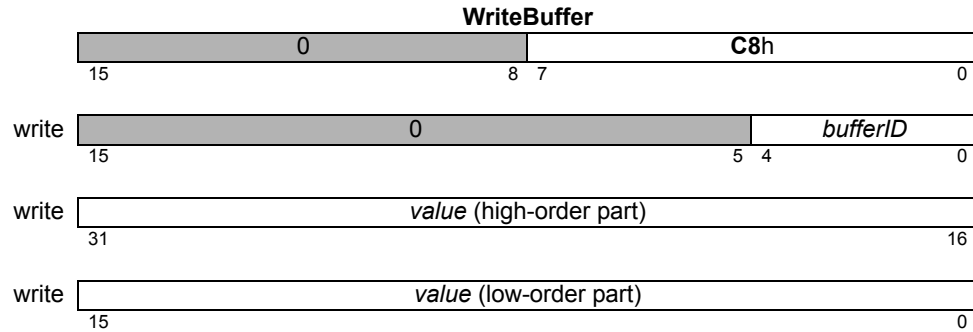 WriteBuffer
0 C8h
15 8 7 0
write 0 bufferID
15 5 4 0
write value (high-order part)
31 16
write value (low-order part)
15 0